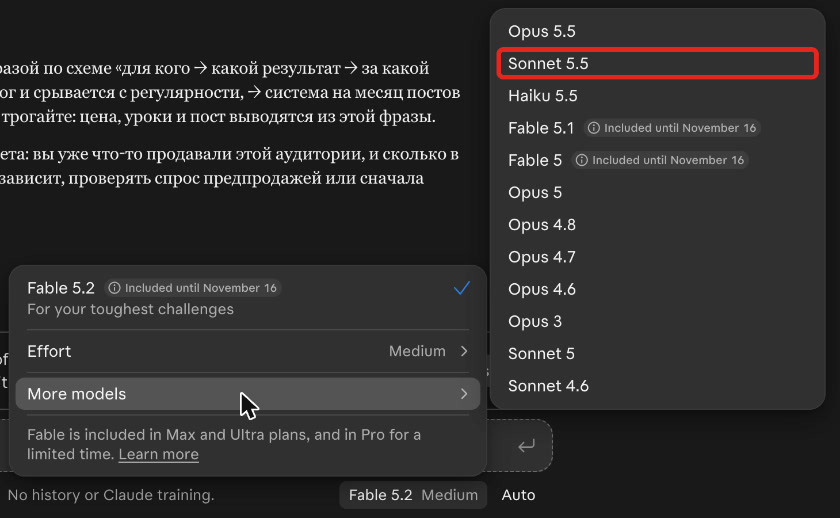 Opus 5.5
Sonnet 5.5
Haiku 5.5
Fable 5.1 Included until November 16
Fable 5 Included until November 16
Opus 5
Opus 4.8
Opus 4.7
Opus 4.6
Opus 3
Sonnet 5
Sonnet 4.6
разой по схеме «для кого → какой результат → за какой
ог и срывается с регулярности, → система на месяц постов
трогайте: цена, уроки и пост выводятся из этой фразы.
ета: вы уже что-то продавали этой аудитории, и сколько в
зависит, проверять спрос предпродажей или сначала
Fable 5.2 Included until November 16
For your toughest challenges
Effort Medium
More models
Fable is included in Max and Ultra plans, and in Pro for a
limited time. Learn more
No history or Claude training.
Fable 5.2 Medium Auto